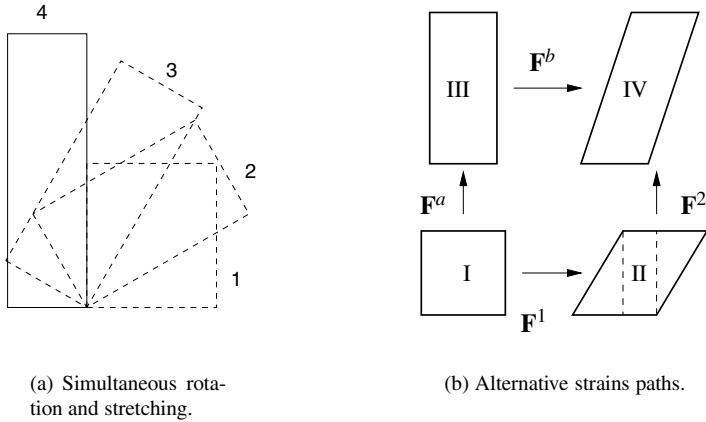 4
3
2
1
(a) Simultaneous rota-
tion and stretching.
III
F^b
IV
F^a
F^2
I
II
F^1
(b) Alternative strains paths.